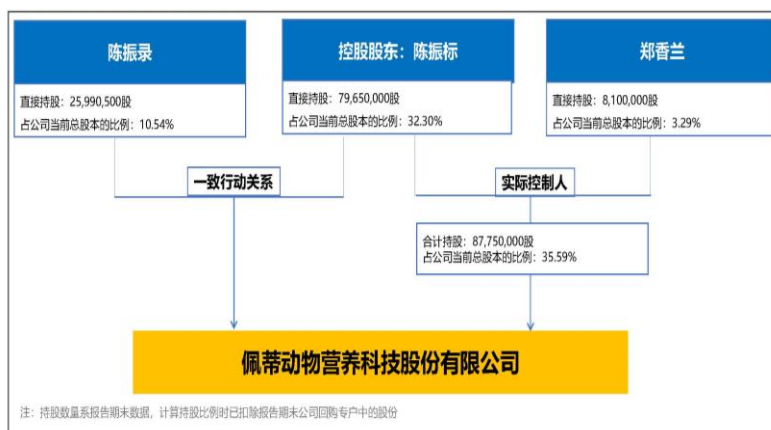 陈振录
控股股东：陈振标
郑香兰
直接持股：25,990,500股
占公司当前总股本的比例：10.54%
直接持股：79,650,000股
占公司当前总股本的比例：32.30%
直接持股：8,100,000股
占公司当前总股本的比例：3.29%
一致行动关系
实际控制人
合计持股：87,750,000股
占公司当前总股本的比例：35.59%
佩蒂动物营养科技股份有限公司
注：持股数量系报告期末数据，计算持股比例时已扣除报告期末公司回购专户中的股份